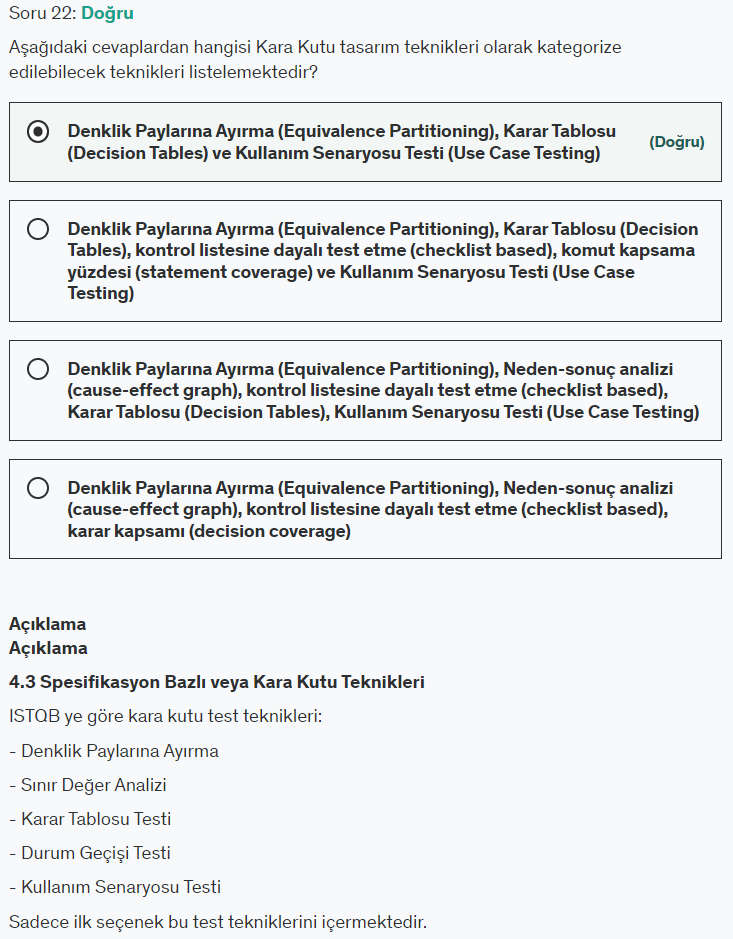 Soru 22: Doğru
Aşağıdaki cevaplardan hangisi Kara Kutu tasarım teknikleri olarak kategorize
edilebilecek teknikleri listelemektedir?
Denklik Paylarına Ayırma (Equivalence Partitioning), Karar Tablosu
(Decision Tables) ve Kullanım Senaryosu Testi (Use Case Testing)
(Doğru)
Denklik Paylarına Ayırma (Equivalence Partitioning), Karar Tablosu (Decision
Tables), kontrol listesine dayalı test etme (checklist based), komut kapsama
yüzdesi (statement coverage) ve Kullanım Senaryosu Testi (Use Case
Testing)
Denklik Paylarına Ayırma (Equivalence Partitioning), Neden-sonuç analizi
(cause-effect graph), kontrol listesine dayalı test etme (checklist based),
Karar Tablosu (Decision Tables), Kullanım Senaryosu Testi (Use Case Testing)
Denklik Paylarına Ayırma (Equivalence Partitioning), Neden-sonuç analizi
(cause-effect graph), kontrol listesine dayalı test etme (checklist based),
karar kapsamı (decision coverage)
Açıklama
Açıklama
4.3 Spesifikasyon Bazlı veya Kara Kutu Teknikleri
ISTQB ye göre kara kutu test teknikleri:
- Denklik Paylarına Ayırma
- Sınır Değer Analizi
- Karar Tablosu Testi
- Durum Geçişi Testi
- Kullanım Senaryosu Testi
Sadece ilk seçenek bu test tekniklerini içermektedir.